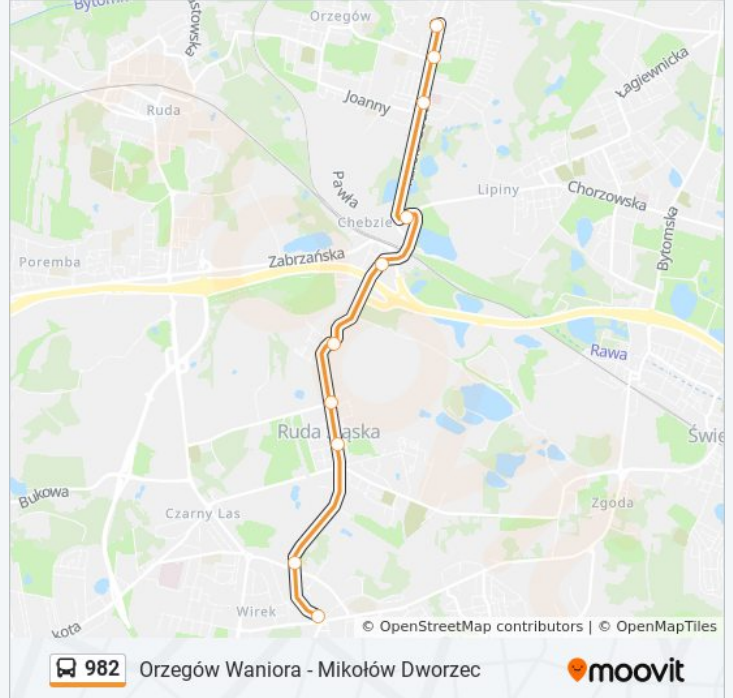 Bytom
Orzegów
Łagiewnicka
Joanny
Ruda
Pawła
Lipiny
Chorzowska
Chebzie
Bytomska
Zabrzańska
Poremba
Rawa
Ruda Śląska
Bukowa
Zgoda
Czarny Las
Wirek
kota
© OpenStreetMap contributors | © OpenMapTiles
982 Orzegów Waniora - Mikołów Dworzec
moovit